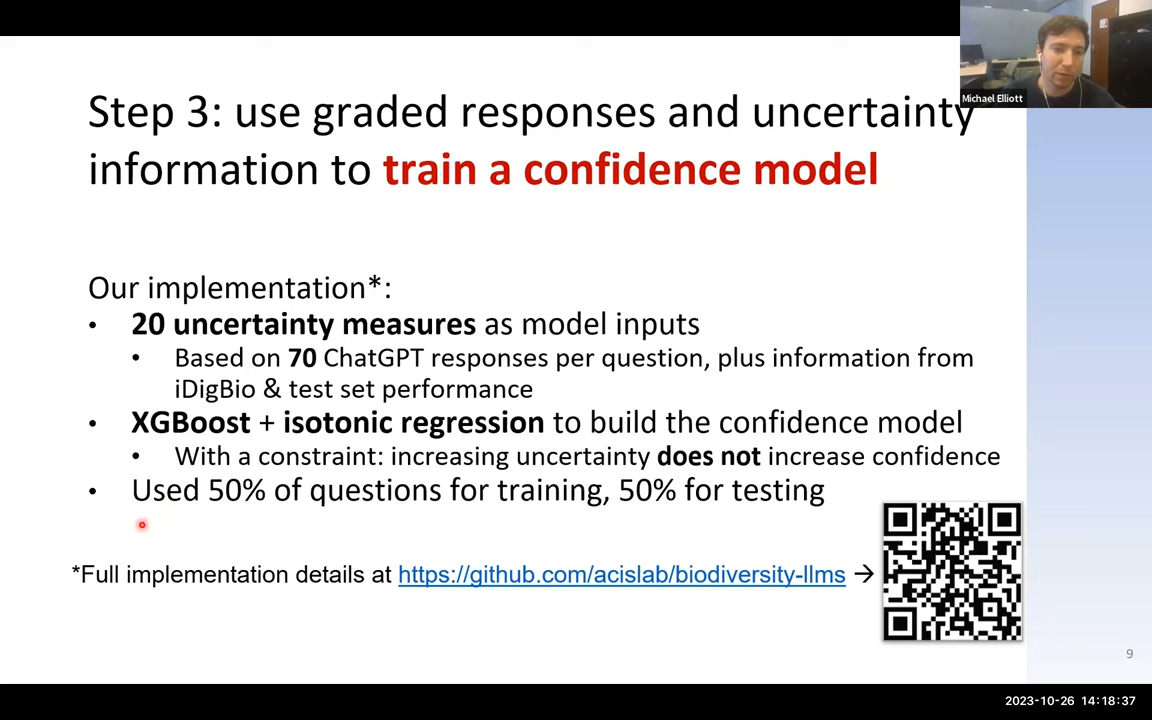 Step 3: use graded responses and uncertainty
information to train a confidence model
Michael Elliott
Our implementation*:
• 20 uncertainty measures as model inputs
• Based on 70 ChatGPT responses per question, plus information from
iDigBio & test set performance
• XGBoost + isotonic regression to build the confidence model
• With a constraint: increasing uncertainty does not increase confidence
• Used 50% of questions for training, 50% for testing
*Full implementation details at https://github.com/acislab/biodiversity-llms →
9
2023-10-26 14:18:37